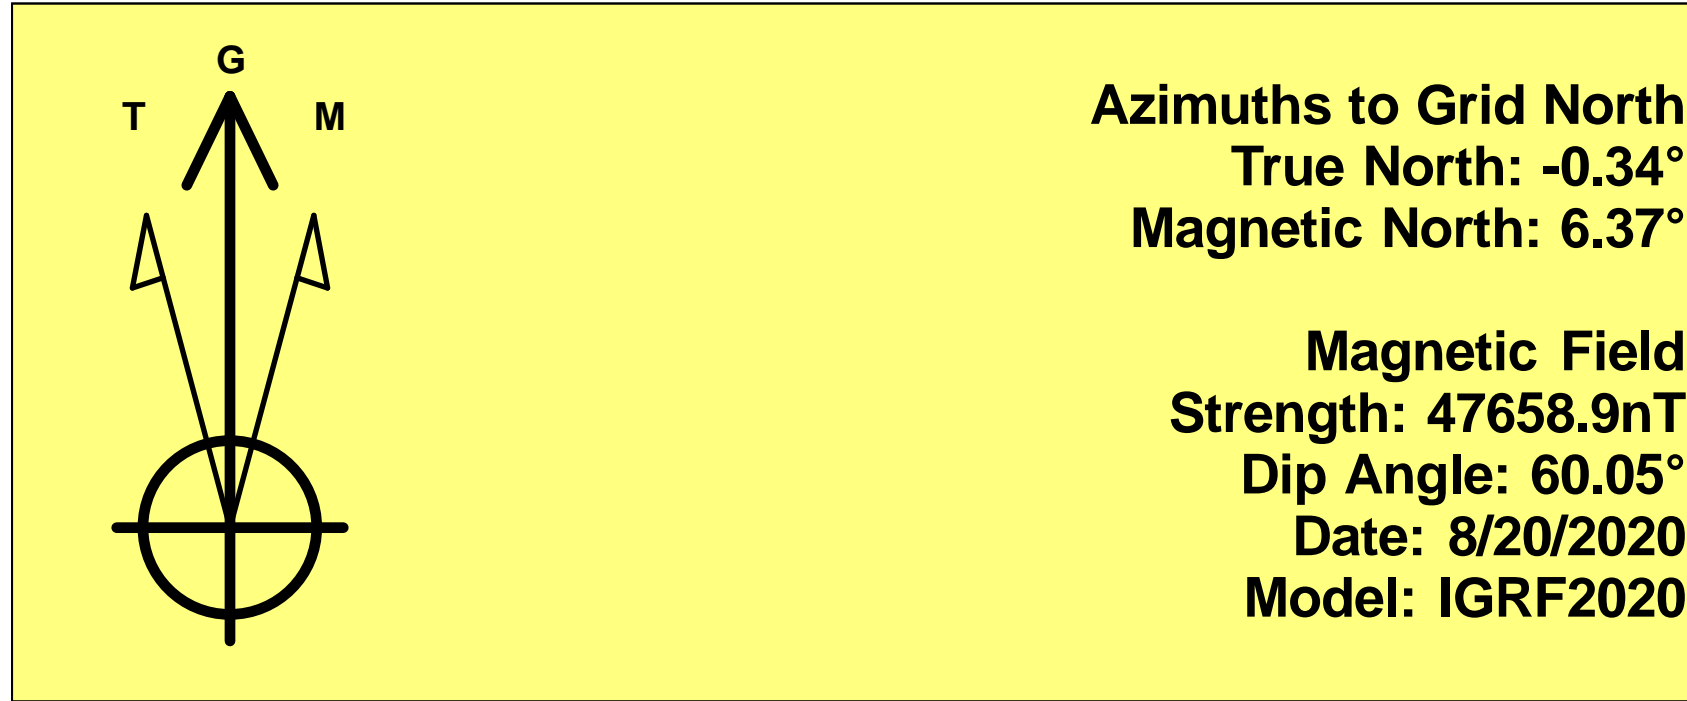 G
T
M
Azimuths to Grid North
True North: -0.34°
Magnetic North: 6.37°
Magnetic Field
Strength: 47658.9nT
Dip Angle: 60.05°
Date: 8/20/2020
Model: IGRF2020